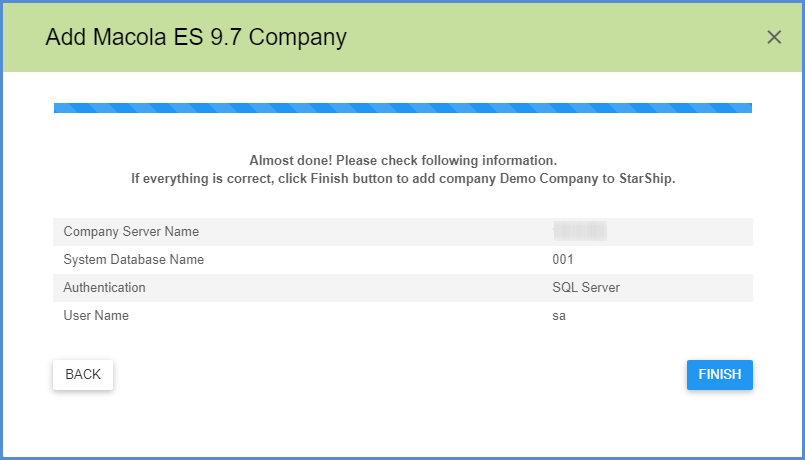 Add Macola ES 9.7 Company
Almost done! Please check following information.
If everything is correct, click Finish button to add company Demo Company to StarShip.
Company Server Name
System Database Name 001
Authentication SQL Server
User Name sa
BACK FINISH